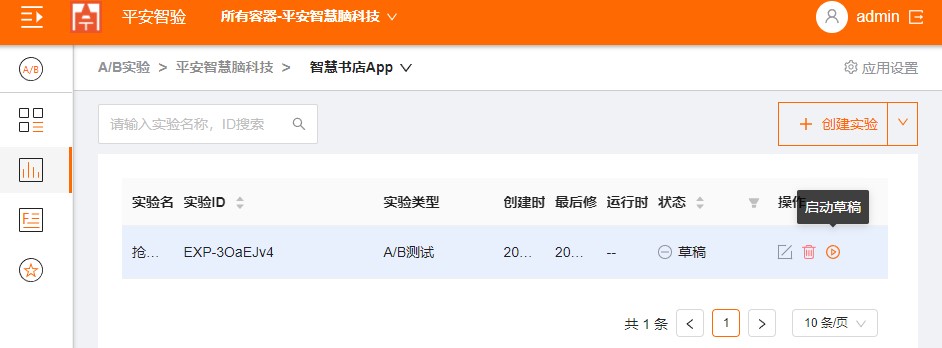 平安智验 所有容器-平安智慧脑科技 admin
A/B A/B实验 > 平安智慧脑科技 > 智慧书店App 应用设置
请输入实验名称，ID搜索 + 创建实验
启动草稿
实验名 实验ID 实验类型 创建时 最后修 运行时 状态 操作
抢... EXP-3OaEJv4 A/B测试 20... 20... -- 草稿
共 1 条 < 1 > 10 条/页